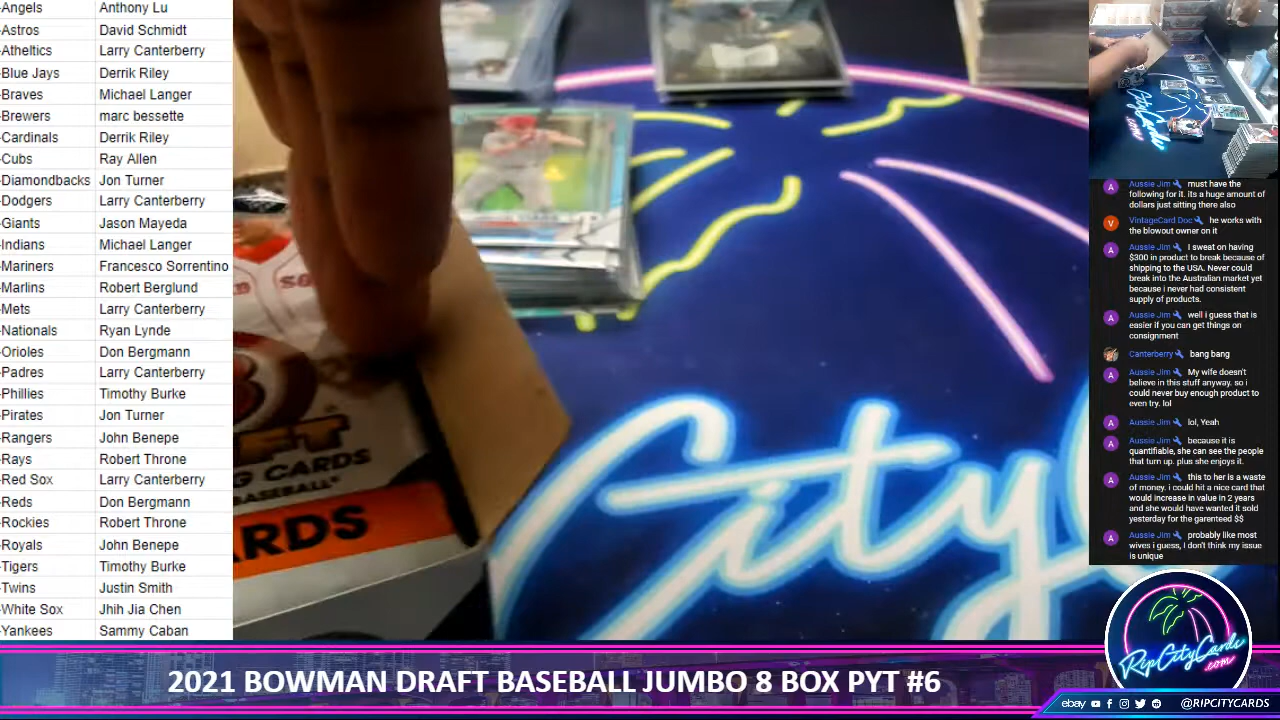 -Angels Anthony Lu
-Astros David Schmidt
-Atheltics Larry Canterberry
-Blue Jays Derrik Riley
-Braves Michael Langer
-Brewers marc bessette
-Cardinals Derrik Riley
-Cubs Ray Allen
-Diamondbacks Jon Turner
-Dodgers Larry Canterberry
-Giants Jason Mayeda
-Indians Michael Langer
-Mariners Francesco Sorrentino
-Marlins Robert Berglund
-Mets Larry Canterberry
-Nationals Ryan Lynde
-Orioles Don Bergmann
-Padres Larry Canterberry
-Phillies Timothy Burke
-Pirates Jon Turner
-Rangers John Benepe
-Rays Robert Throne
-Red Sox Larry Canterberry
-Reds Don Bergmann
-Rockies Robert Throne
-Royals John Benepe
-Tigers Timothy Burke
-Twins Justin Smith
-White Sox Jhih Jia Chen
-Yankees Sammy Caban
CARDS
BASEBALL
ARDS
City
A Aussie Jim must have the
following for it. its a huge amount of
dollars just sitting there also
V VintageCard Doc he works with
the blowout owner on it
A Aussie Jim I sweat on having
$300 in product to break because of
shipping to the USA. Never could
break into the Australian market yet
because i never had consistent
supply of products.
A Aussie Jim well i guess that is
easier if you can get things on
consignment
Canterberry bang bang
A Aussie Jim My wife doesn't
believe in this stuff anyway. so i
could never buy enough product to
even try. lol
A Aussie Jim lol, Yeah
A Aussie Jim because it is
quantifiable, she can see the people
that turn up. plus she enjoys it.
A Aussie Jim this to her is a waste
of money. i could hit a nice card that
would increase in value in 2 years
and she would have wanted it sold
yesterday for the garenteed $$
A Aussie Jim probably like most
wives i guess, I don't think my issue
is unique
RipCityCards
.com
2021 BOWMAN DRAFT BASEBALL JUMBO 8 BOX PYT #6
ebay @RIPCITYCARDS